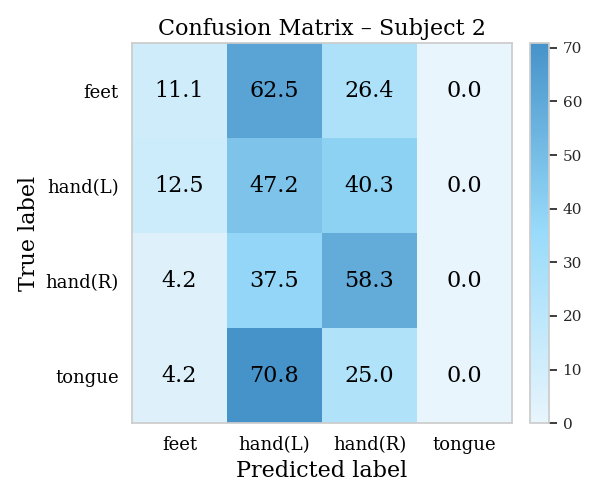 Confusion Matrix – Subject 2
True label
feet 11.1 62.5 26.4 0.0
hand(L) 12.5 47.2 40.3 0.0
hand(R) 4.2 37.5 58.3 0.0
tongue 4.2 70.8 25.0 0.0
feet hand(L) hand(R) tongue
Predicted label
70
60
50
40
30
20
10
0